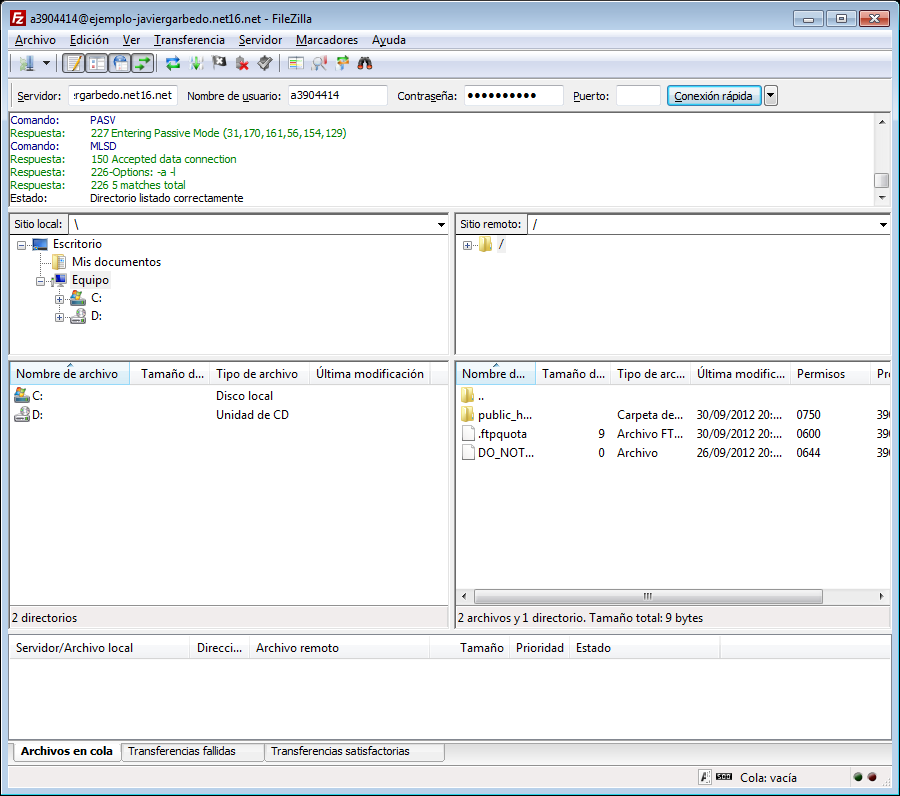 a3904414@ejemplo-javiergarbedo.net16.net - FileZilla
Archivo Edición Ver Transferencia Servidor Marcadores Ayuda
Servidor: rgarbedo.net16.net Nombre de usuario: a3904414 Contraseña: ●●●●●●●●●● Puerto: Conexión rápida
Comando: PASV
Respuesta: 227 Entering Passive Mode (31,170,161,56,154,129)
Comando: MLSD
Respuesta: 150 Accepted data connection
Respuesta: 226-Options: -a -l
Respuesta: 226 5 matches total
Estado: Directorio listado correctamente
Sitio local: \
Escritorio
Mis documentos
Equipo
C:
D:
Sitio remoto: /
/
Nombre de archivo Tamaño d... Tipo de archivo Última modificación
C: Disco local
D: Unidad de CD
2 directorios
Nombre d... Tamaño d... Tipo de arc... Última modific... Permisos Pr
..
public_h... Carpeta de... 30/09/2012 20:... 0750 390
.ftpquota 9 Archivo FT... 30/09/2012 20:... 0600 390
DO_NOT... 0 Archivo 26/09/2012 20:... 0644 390
2 archivos y 1 directorio. Tamaño total: 9 bytes
Servidor/Archivo local Direcci... Archivo remoto Tamaño Prioridad Estado
Archivos en cola Transferencias fallidas Transferencias satisfactorias
Cola: vacía